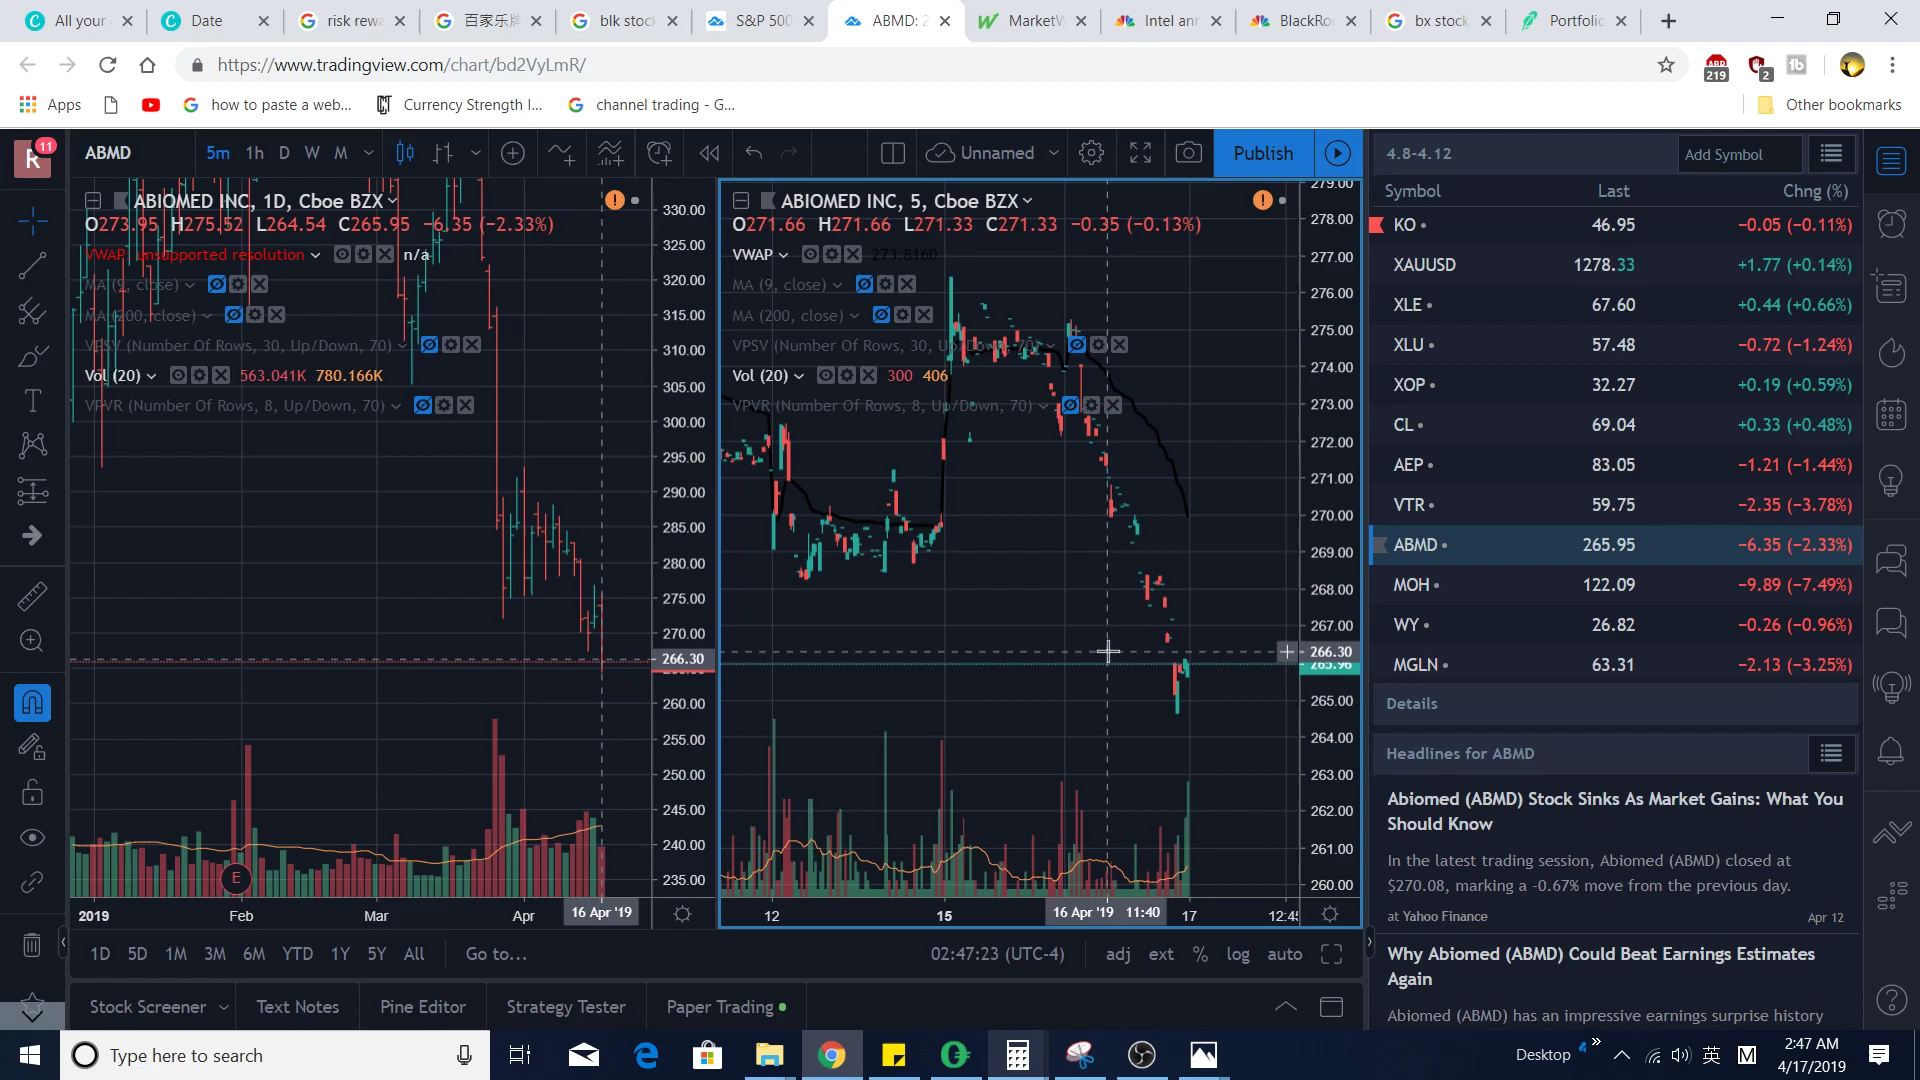 All your
Date
risk rewa
百家乐牌
blk stoc
S&P 500
ABMD: 2
MarketW
Intel ann
BlackRo
bx stock
Portfolio
https://www.tradingview.com/chart/bd2VyLmR/
ABP
219
2
Apps
how to paste a web...
Currency Strength I...
channel trading - G...
Other bookmarks
R
11
ABMD
5m 1h D W M
Unnamed
Publish
4.8-4.12
Add Symbol
Symbol Last Chng (%)
ABIOMED INC, 1D, Cboe BZX
O273.95 H275.52 L264.54 C265.95 −6.35 (−2.33%)
VWAP: unsupported resolution n/a
MA (9, close)
MA (200, close)
VPSV (Number Of Rows, 30, Up/Down, 70)
Vol (20) 563.041K 780.166K
VPVR (Number Of Rows, 8, Up/Down, 70)
330.00
325.00
320.00
315.00
310.00
305.00
300.00
295.00
290.00
285.00
280.00
275.00
270.00
266.30
260.00
255.00
250.00
245.00
240.00
235.00
E
2019 Feb Mar Apr 16 Apr '19
ABIOMED INC, 5, Cboe BZX
O271.66 H271.66 L271.33 C271.33 −0.35 (−0.13%)
VWAP 273.8160
MA (9, close)
MA (200, close)
VPSV (Number Of Rows, 30, Up/Down, 70)
Vol (20) 300 406
VPVR (Number Of Rows, 8, Up/Down, 70)
279.00
278.00
277.00
276.00
275.00
274.00
273.00
272.00
271.00
270.00
269.00
268.00
267.00
266.30
265.96
265.00
264.00
263.00
262.00
261.00
260.00
12 15 16 Apr '19 11:40 17 12:45
KO 46.95 −0.05 (−0.11%)
XAUUSD 1278.33 +1.77 (+0.14%)
XLE 67.60 +0.44 (+0.66%)
XLU 57.48 −0.72 (−1.24%)
XOP 32.27 +0.19 (+0.59%)
CL 69.04 +0.33 (+0.48%)
AEP 83.05 −1.21 (−1.44%)
VTR 59.75 −2.35 (−3.78%)
ABMD 265.95 −6.35 (−2.33%)
MOH 122.09 −9.89 (−7.49%)
WY 26.82 −0.26 (−0.96%)
MGLN 63.31 −2.13 (−3.25%)
Details
Headlines for ABMD
Abiomed (ABMD) Stock Sinks As Market Gains: What You
Should Know
In the latest trading session, Abiomed (ABMD) closed at
$270.08, marking a -0.67% move from the previous day.
at Yahoo Finance Apr 12
Why Abiomed (ABMD) Could Beat Earnings Estimates
Again
Abiomed (ABMD) has an impressive earnings surprise history
1D 5D 1M 3M 6M YTD 1Y 5Y All Go to...
02:47:23 (UTC-4) adj ext % log auto
Stock Screener Text Notes Pine Editor Strategy Tester Paper Trading
Type here to search
Desktop
英
M
2:47 AM
4/17/2019